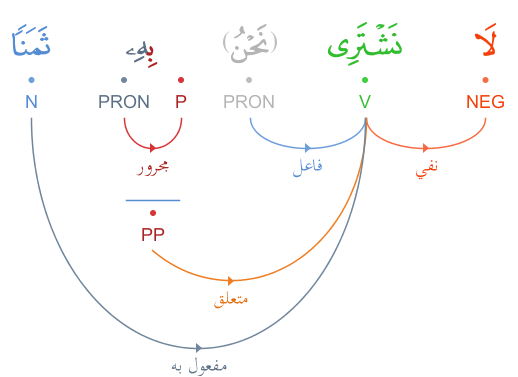 لَا نَشْتَرِى (نَحْنُ) بِهِۦ ثَمَنًا
NEG V PRON P PRON N
نفي فاعل مجرور
PP
متعلق
مفعول به